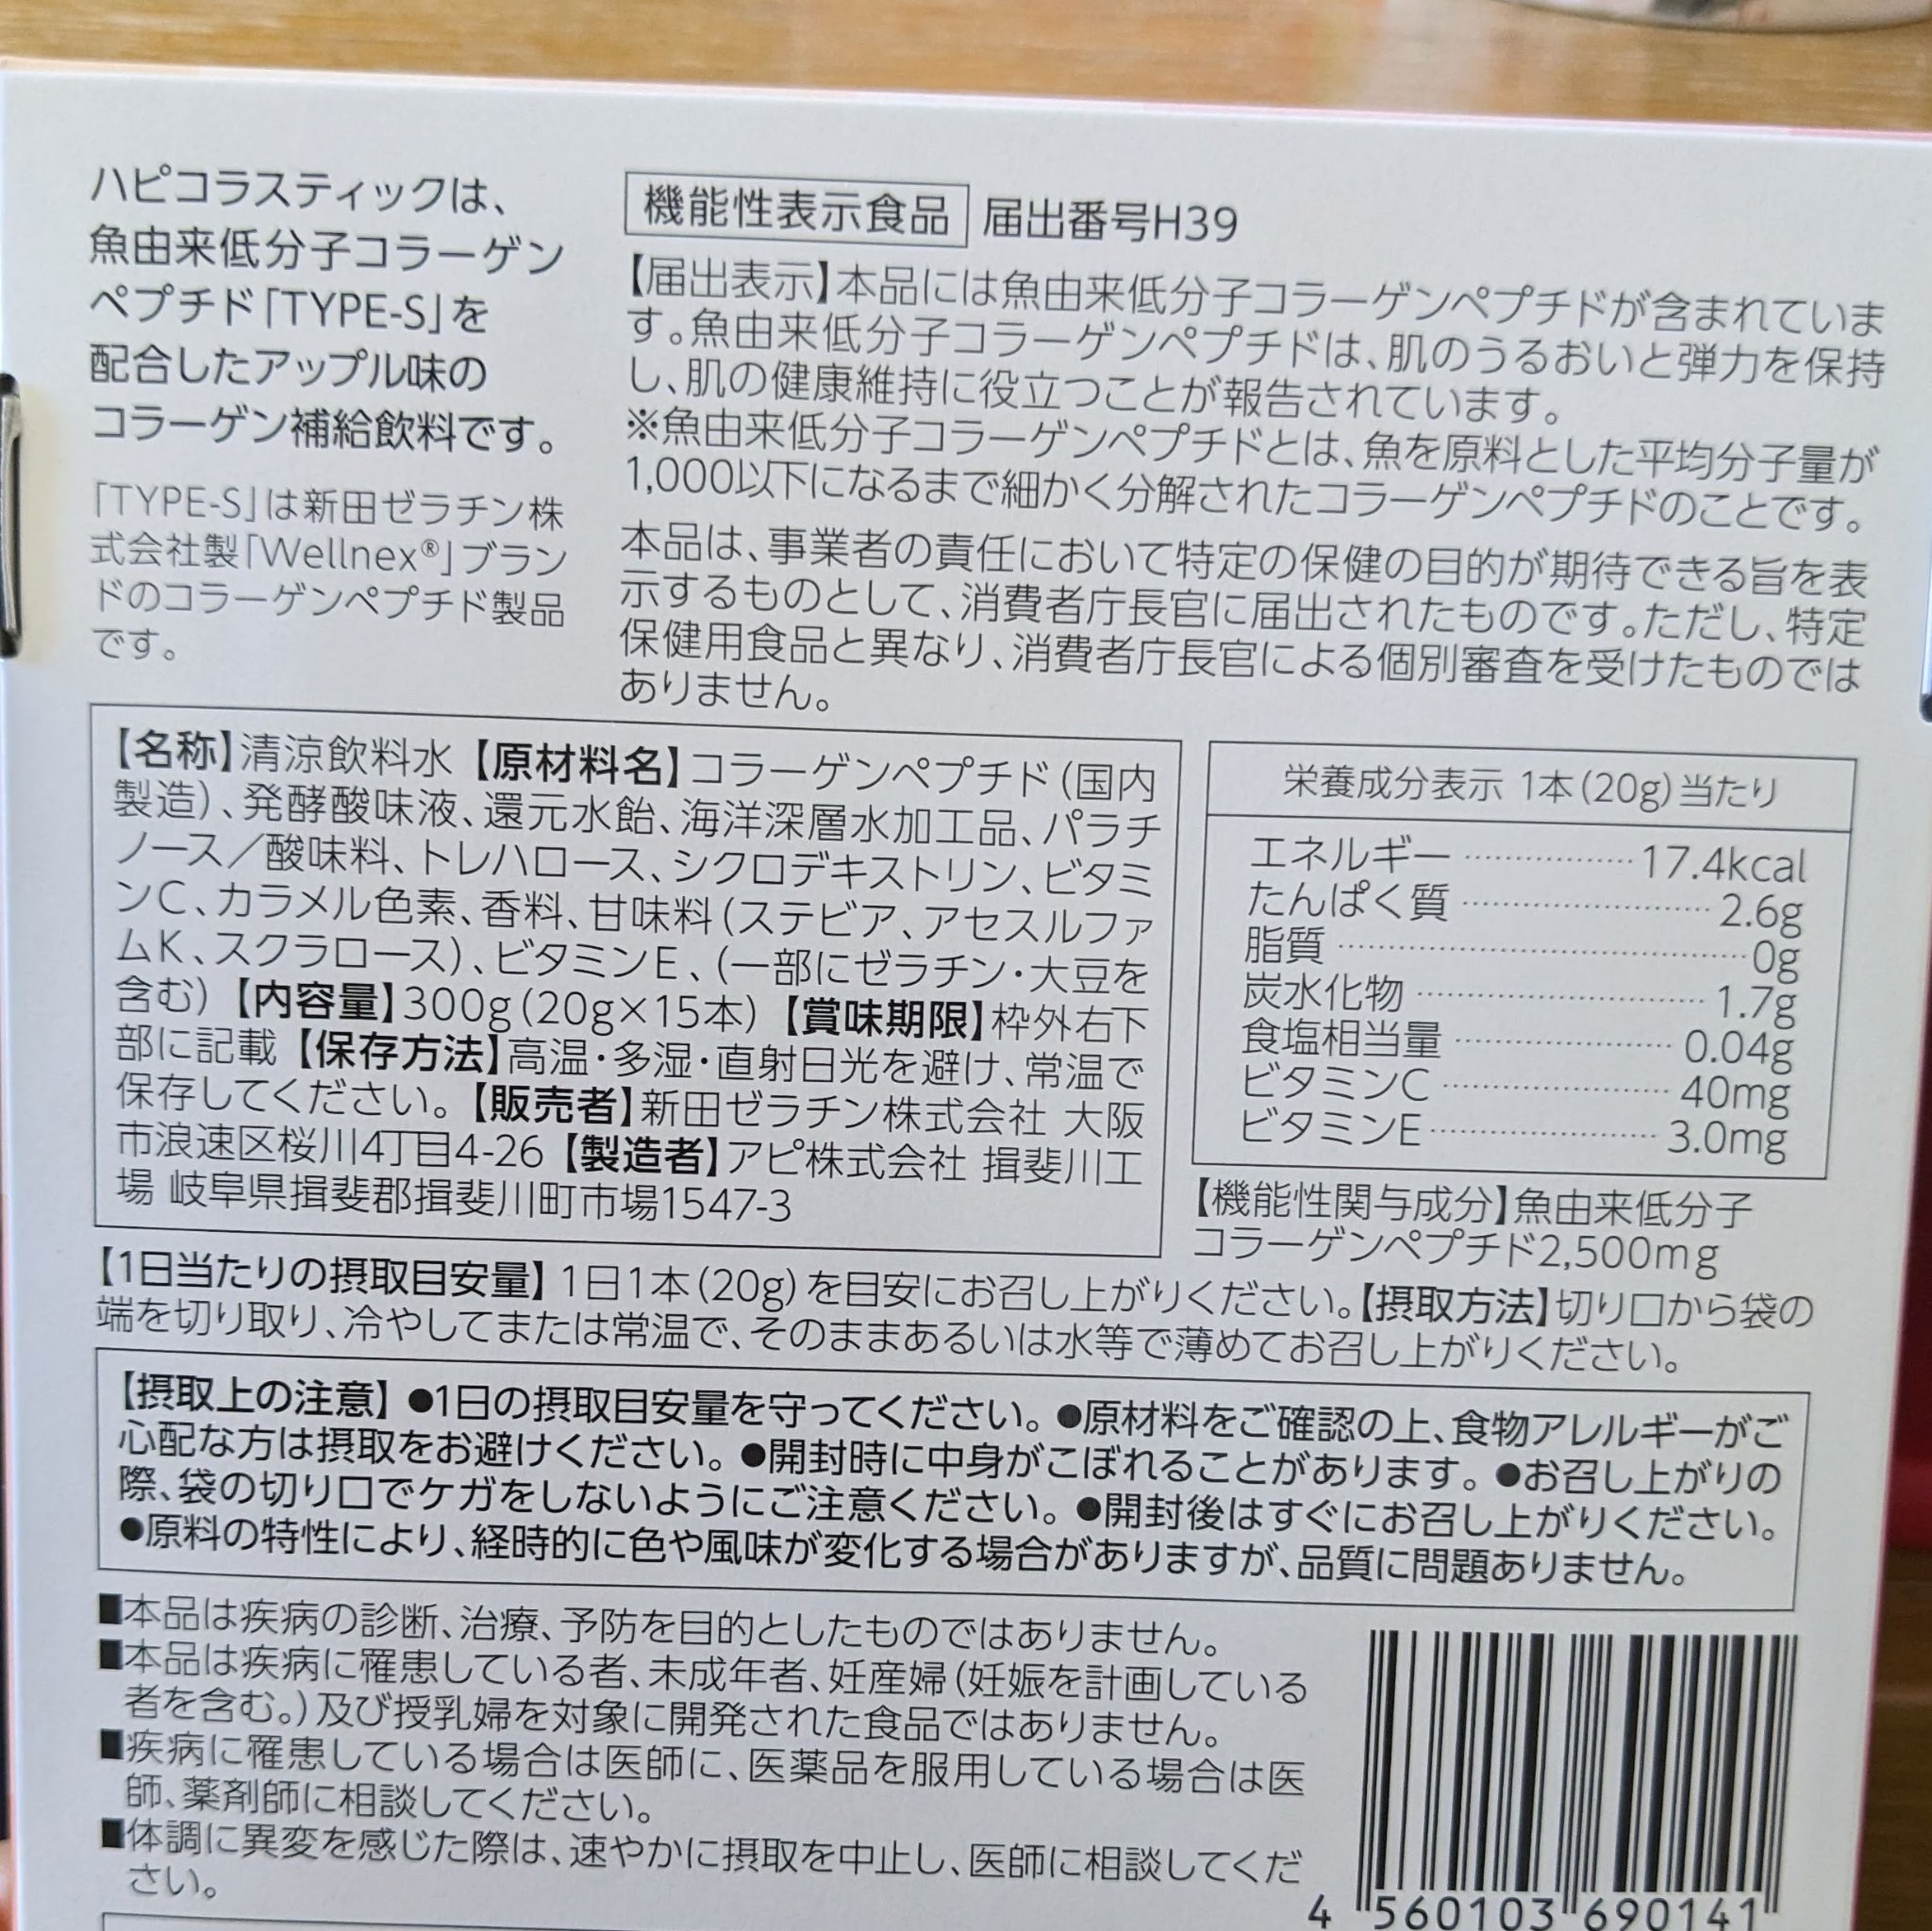 ハピコラスティックは、
魚由来低分子コラーゲン
ペプチド「TYPE-S」を
配合したアップル味の
コラーゲン補給飲料です。
「TYPE-S」は新田ゼラチン株
式会社製「Wellnex®」ブラン
ドのコラーゲンペプチド製品
です。
機能性表示食品 届出番号H39
【届出表示】本品には魚由来低分子コラーゲンペプチドが含まれていま
す。魚由来低分子コラーゲンペプチドは、肌のうるおいと弾力を保持
し、肌の健康維持に役立つことが報告されています。
※魚由来低分子コラーゲンペプチドとは、魚を原料とした平均分子量が
1,000以下になるまで細かく分解されたコラーゲンペプチドのことです。
本品は、事業者の責任において特定の保健の目的が期待できる旨を表
示するものとして、消費者庁長官に届出されたものです。ただし、特定
保健用食品と異なり、消費者庁長官による個別審査を受けたものでは
ありません。
【名称】清涼飲料水【原材料名】コラーゲンペプチド(国内
製造)、発酵酸味液、還元水飴、海洋深層水加工品、パラチ
ノース/酸味料、トレハロース、シクロデキストリン、ビタミ
ンC、カラメル色素、香料、甘味料(ステビア、アセスルファ
ムK、スクラロース)、ビタミンE、(一部にゼラチン・大豆を
含む)【内容量】300g(20g×15本)【賞味期限】枠外右下
部に記載【保存方法】高温・多湿・直射日光を避け、常温で
保存してください。【販売者】新田ゼラチン株式会社 大阪
市浪速区桜川4丁目4-26【製造者】アピ株式会社 揖斐川工
場 岐阜県揖斐郡揖斐川町市場1547-3
栄養成分表示 1本(20g)当たり
エネルギー ………………17.4kcal
たんぱく質 ………………2.6g
脂質 ………………0g
炭水化物 ………………1.7g
食塩相当量 ………………0.04g
ビタミンC ………………40mg
ビタミンE ………………3.0mg
【機能性関与成分】魚由来低分子
コラーゲンペプチド2,500mg
【1日当たりの摂取目安量】1日1本(20g)を目安にお召し上がりください。【摂取方法】切り口から袋の
端を切り取り、冷やしてまたは常温で、そのままあるいは水等で薄めてお召し上がりください。
【摂取上の注意】●1日の摂取目安量を守ってください。●原材料をご確認の上、食物アレルギーがご
心配な方は摂取をお避けください。●開封時に中身がこぼれることがあります。●お召し上がりの
際、袋の切り口でケガをしないようにご注意ください。●開封後はすぐにお召し上がりください。
●原料の特性により、経時的に色や風味が変化する場合がありますが、品質に問題ありません。
■本品は疾病の診断、治療、予防を目的としたものではありません。
■本品は疾病に罹患している者、未成年者、妊産婦(妊娠を計画している
者を含む。)及び授乳婦を対象に開発された食品ではありません。
■疾病に罹患している場合は医師に、医薬品を服用している場合は医
師、薬剤師に相談してください。
■体調に異変を感じた際は、速やかに摂取を中止し、医師に相談してくだ
さい。
4 560103 690141